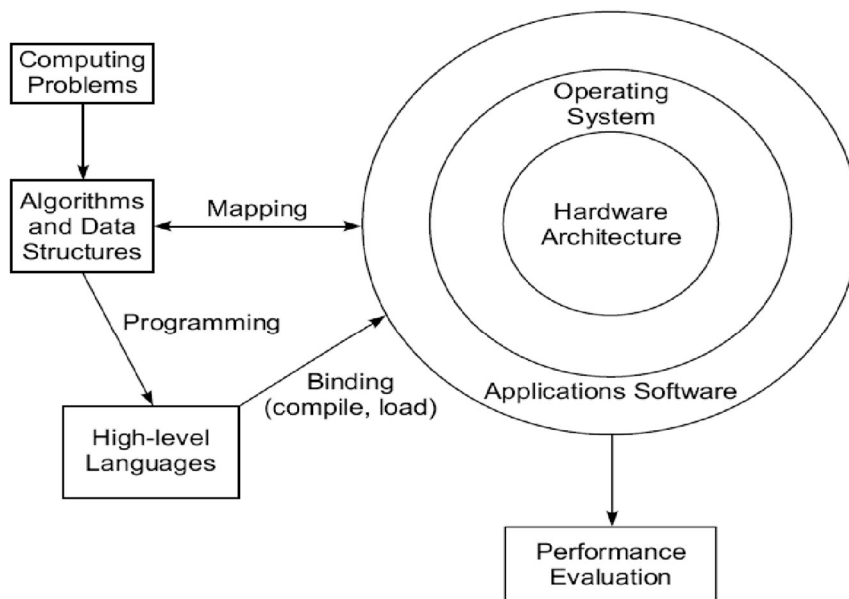 Computing
Problems
Algorithms
and Data
Structures
Mapping
Programming
High-level
Languages
Binding
(compile, load)
Operating
System
Hardware
Architecture
Applications Software
Performance
Evaluation